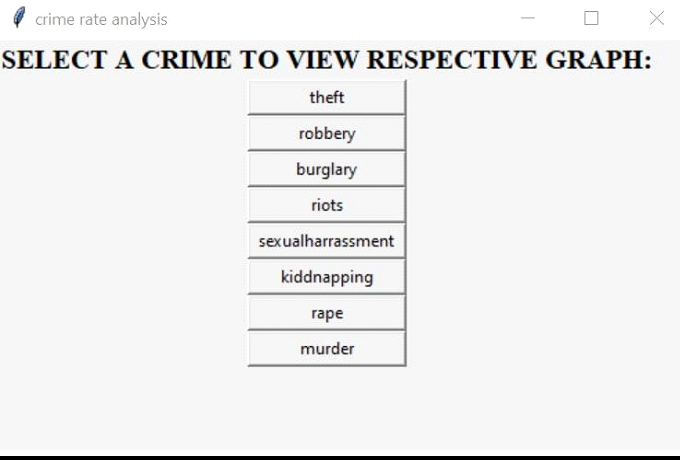 crime rate analysis
SELECT A CRIME TO VIEW RESPECTIVE GRAPH:
theft
robbery
burglary
riots
sexualharrassment
kiddnapping
rape
murder